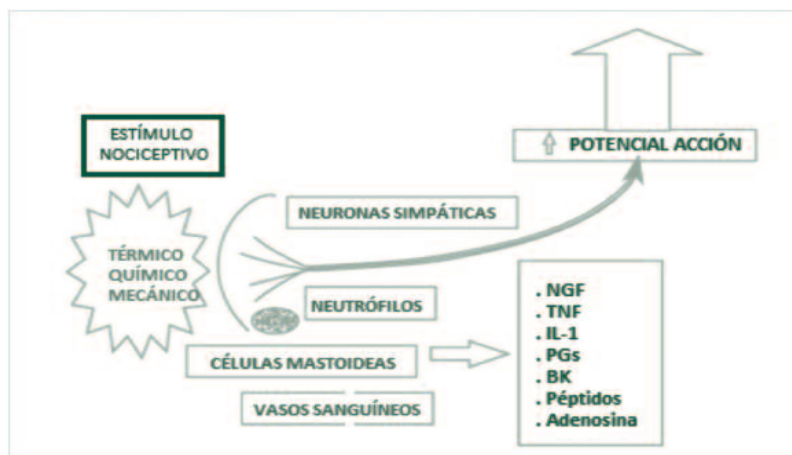 ESTÍMULO
NOCICEPTIVO
POTENCIAL ACCIÓN
NEURONAS SIMPÁTICAS
TÉRMICO
QUÍMICO
MECÁNICO
NEUTRÓFILOS
CÉLULAS MASTOIDEAS
VASOS SANGUÍNEOS
. NGF
. TNF
. IL-1
. PGs
. BK
. Péptidos
. Adenosina